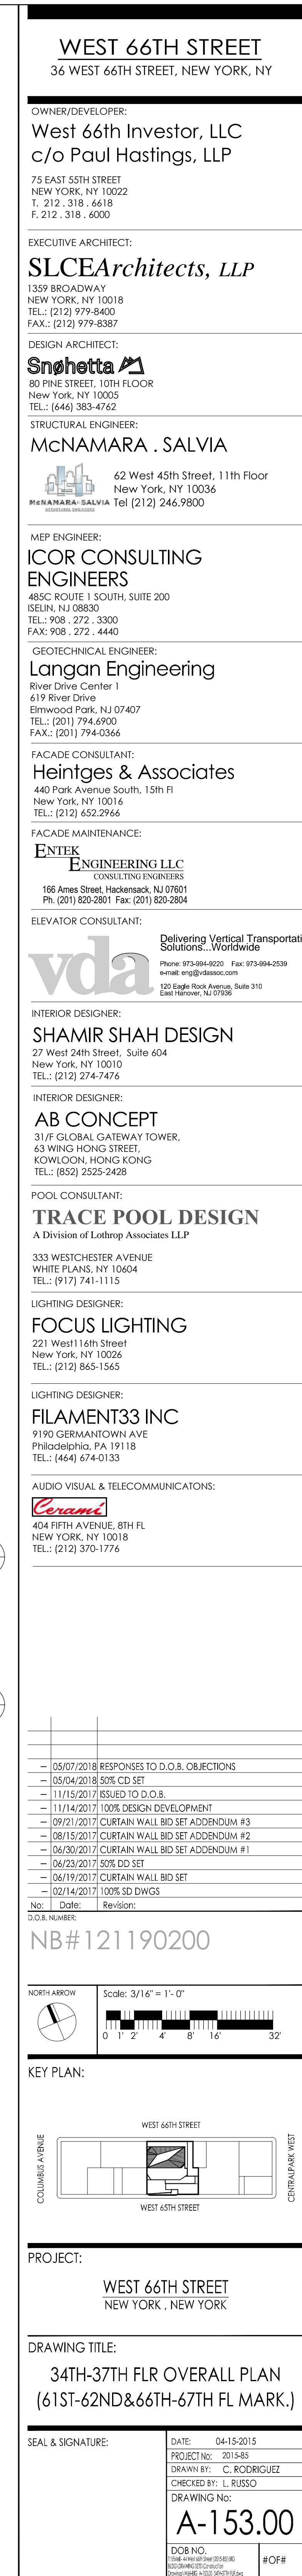 WEST 66TH STREET
36 WEST 66TH STREET, NEW YORK, NY
OWNER/DEVELOPER:
West 66th Investor, LLC
c/o Paul Hastings, LLP
75 EAST 55TH STREET
NEW YORK, NY 10022
T. 212 . 318 . 6618
F. 212 . 318 . 6000
EXECUTIVE ARCHITECT:
SLCEArchitects, LLP
1359 BROADWAY
NEW YORK, NY 10018
TEL.: (212) 979-8400
FAX.: (212) 979-8387
DESIGN ARCHITECT:
Snøhetta
80 PINE STREET, 10TH FLOOR
New York, NY 10005
TEL.: (646) 383-4762
STRUCTURAL ENGINEER:
McNAMARA . SALVIA
McNAMARA·SALVIA
STRUCTURAL ENGINEERS
62 West 45th Street, 11th Floor
New York, NY 10036
Tel (212) 246.9800
MEP ENGINEER:
ICOR CONSULTING
ENGINEERS
485C ROUTE 1 SOUTH, SUITE 200
ISELIN, NJ 08830
TEL.: 908 . 272 . 3300
FAX: 908 . 272 . 4440
GEOTECHNICAL ENGINEER:
Langan Engineering
River Drive Center 1
619 River Drive
Elmwood Park, NJ 07407
TEL.: (201) 794.6900
FAX.: (201) 794-0366
FACADE CONSULTANT:
Heintges & Associates
440 Park Avenue South, 15th Fl
New York, NY 10016
TEL.: (212) 652.2966
FACADE MAINTENANCE:
ENTEK
ENGINEERING LLC
CONSULTING ENGINEERS
166 Ames Street, Hackensack, NJ 07601
Ph. (201) 820-2801 Fax: (201) 820-2804
ELEVATOR CONSULTANT:
vda
Delivering Vertical Transportati
Solutions...Worldwide
Phone: 973-994-9220 Fax: 973-994-2539
e-mail: eng@vdassoc.com
120 Eagle Rock Avenue, Suite 310
East Hanover, NJ 07936
INTERIOR DESIGNER:
SHAMIR SHAH DESIGN
27 West 24th Street, Suite 604
New York, NY 10010
TEL.: (212) 274-7476
INTERIOR DESIGNER:
AB CONCEPT
31/F GLOBAL GATEWAY TOWER,
63 WING HONG STREET,
KOWLOON, HONG KONG
TEL.: (852) 2525-2428
POOL CONSULTANT:
TRACE POOL DESIGN
A Division of Lothrop Associates LLP
333 WESTCHESTER AVENUE
WHITE PLANS, NY 10604
TEL.: (917) 741-1115
LIGHTING DESIGNER:
FOCUS LIGHTING
221 West116th Street
New York, NY 10026
TEL.: (212) 865-1565
LIGHTING DESIGNER:
FILAMENT33 INC
9190 GERMANTOWN AVE
Philadelphia, PA 19118
TEL.: (464) 674-0133
AUDIO VISUAL & TELECOMMUNICATONS:
Cerami
404 FIFTH AVENUE, 8TH FL
NEW YORK, NY 10018
TEL.: (212) 370-1776
– 05/07/2018 RESPONSES TO D.O.B. OBJECTIONS
– 05/04/2018 50% CD SET
– 11/15/2017 ISSUED TO D.O.B.
– 11/14/2017 100% DESIGN DEVELOPMENT
– 09/21/2017 CURTAIN WALL BID SET ADDENDUM #3
– 08/15/2017 CURTAIN WALL BID SET ADDENDUM #2
– 06/30/2017 CURTAIN WALL BID SET ADDENDUM #1
– 06/23/2017 50% DD SET
– 06/19/2017 CURTAIN WALL BID SET
– 02/14/2017 100% SD DWGS
No: Date: Revision:
D.O.B. NUMBER:
NB#121190200
NORTH ARROW
Scale: 3/16" = 1'- 0"
0 1' 2' 4' 8' 16' 32'
KEY PLAN:
WEST 66TH STREET
COLUMBUS AVENUE
CENTRALPARK WEST
WEST 65TH STREET
PROJECT:
WEST 66TH STREET
NEW YORK , NEW YORK
DRAWING TITLE:
34TH-37TH FLR OVERALL PLAN
(61ST-62ND&66TH-67TH FL MARK.)
SEAL & SIGNATURE:
DATE: 04-15-2015
PROJECT No: 2015-85
DRAWN BY: C. RODRIGUEZ
CHECKED BY: L. RUSSO
DRAWING No:
A-153.00
DOB NO.
#OF#